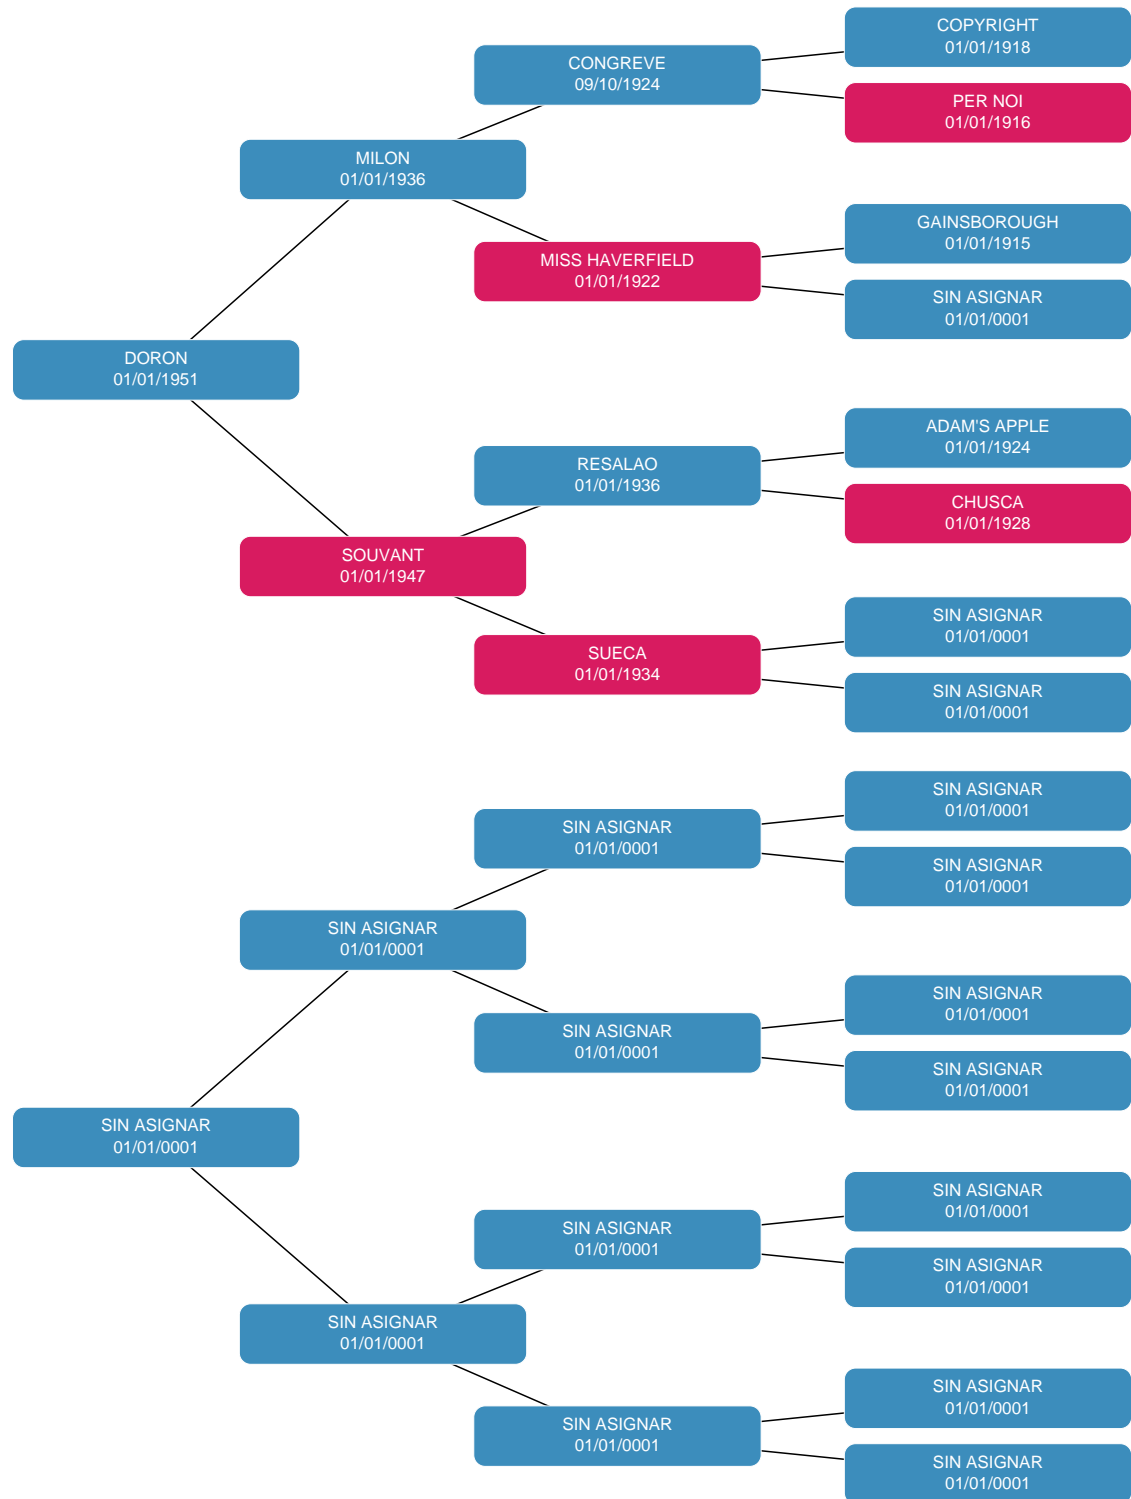 COPYRIGHT
01/01/1918
CONGREVE
09/10/1924
PER NOI
01/01/1916
MILON
01/01/1936
GAINSBOROUGH
01/01/1915
MISS HAVERFIELD
01/01/1922
SIN ASIGNAR
01/01/0001
DORON
01/01/1951
ADAM'S APPLE
01/01/1924
RESALAO
01/01/1936
CHUSCA
01/01/1928
SOUVANT
01/01/1947
SIN ASIGNAR
01/01/0001
SUECA
01/01/1934
SIN ASIGNAR
01/01/0001
SIN ASIGNAR
01/01/0001
SIN ASIGNAR
01/01/0001
SIN ASIGNAR
01/01/0001
SIN ASIGNAR
01/01/0001
SIN ASIGNAR
01/01/0001
SIN ASIGNAR
01/01/0001
SIN ASIGNAR
01/01/0001
SIN ASIGNAR
01/01/0001
SIN ASIGNAR
01/01/0001
SIN ASIGNAR
01/01/0001
SIN ASIGNAR
01/01/0001
SIN ASIGNAR
01/01/0001
SIN ASIGNAR
01/01/0001
SIN ASIGNAR
01/01/0001
SIN ASIGNAR
01/01/0001